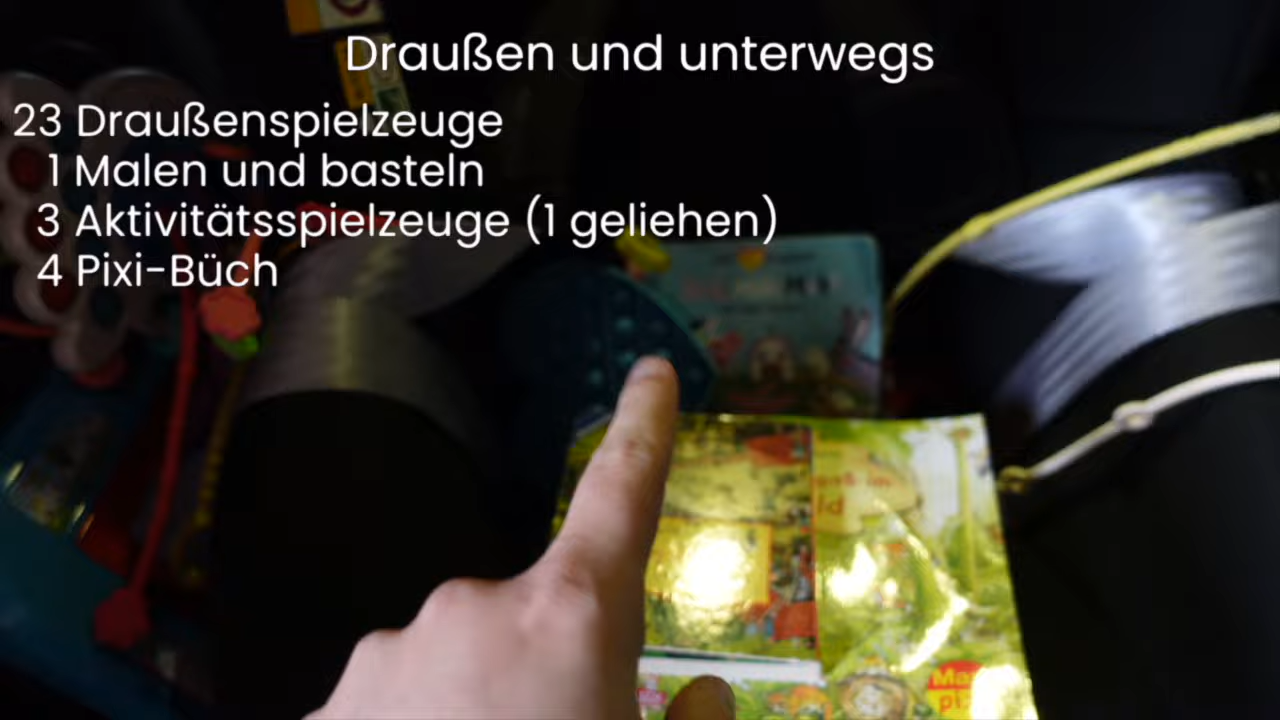 Draußen und unterwegs
23 Draußenspielzeuge
1 Malen und basteln
3 Aktivitätsspielzeuge (1 geliehen)
4 Pixi-Büch